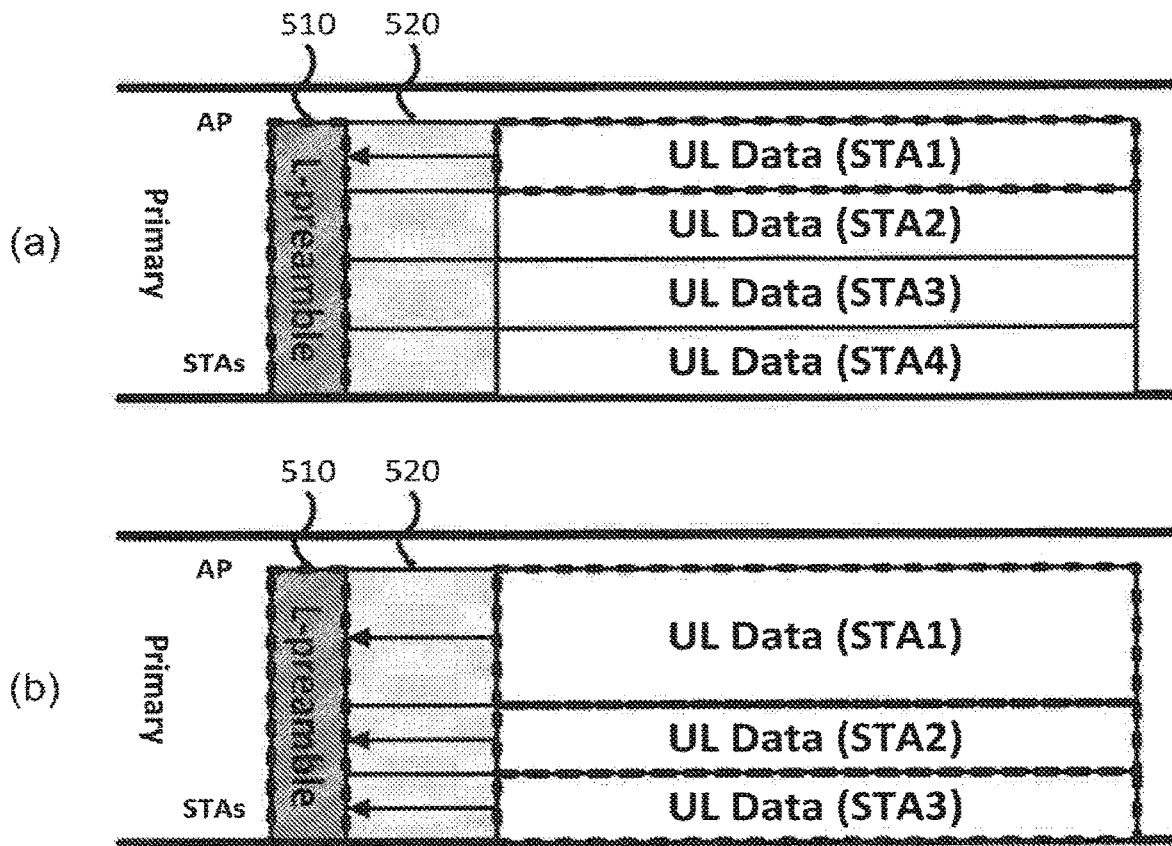 510
520
AP
L-preamble
UL Data (STA1)
Primary
UL Data (STA2)
(a)
UL Data (STA3)
STAs
UL Data (STA4)
510
520
AP
L-preamble
UL Data (STA1)
Primary
(b)
UL Data (STA2)
STAs
UL Data (STA3)